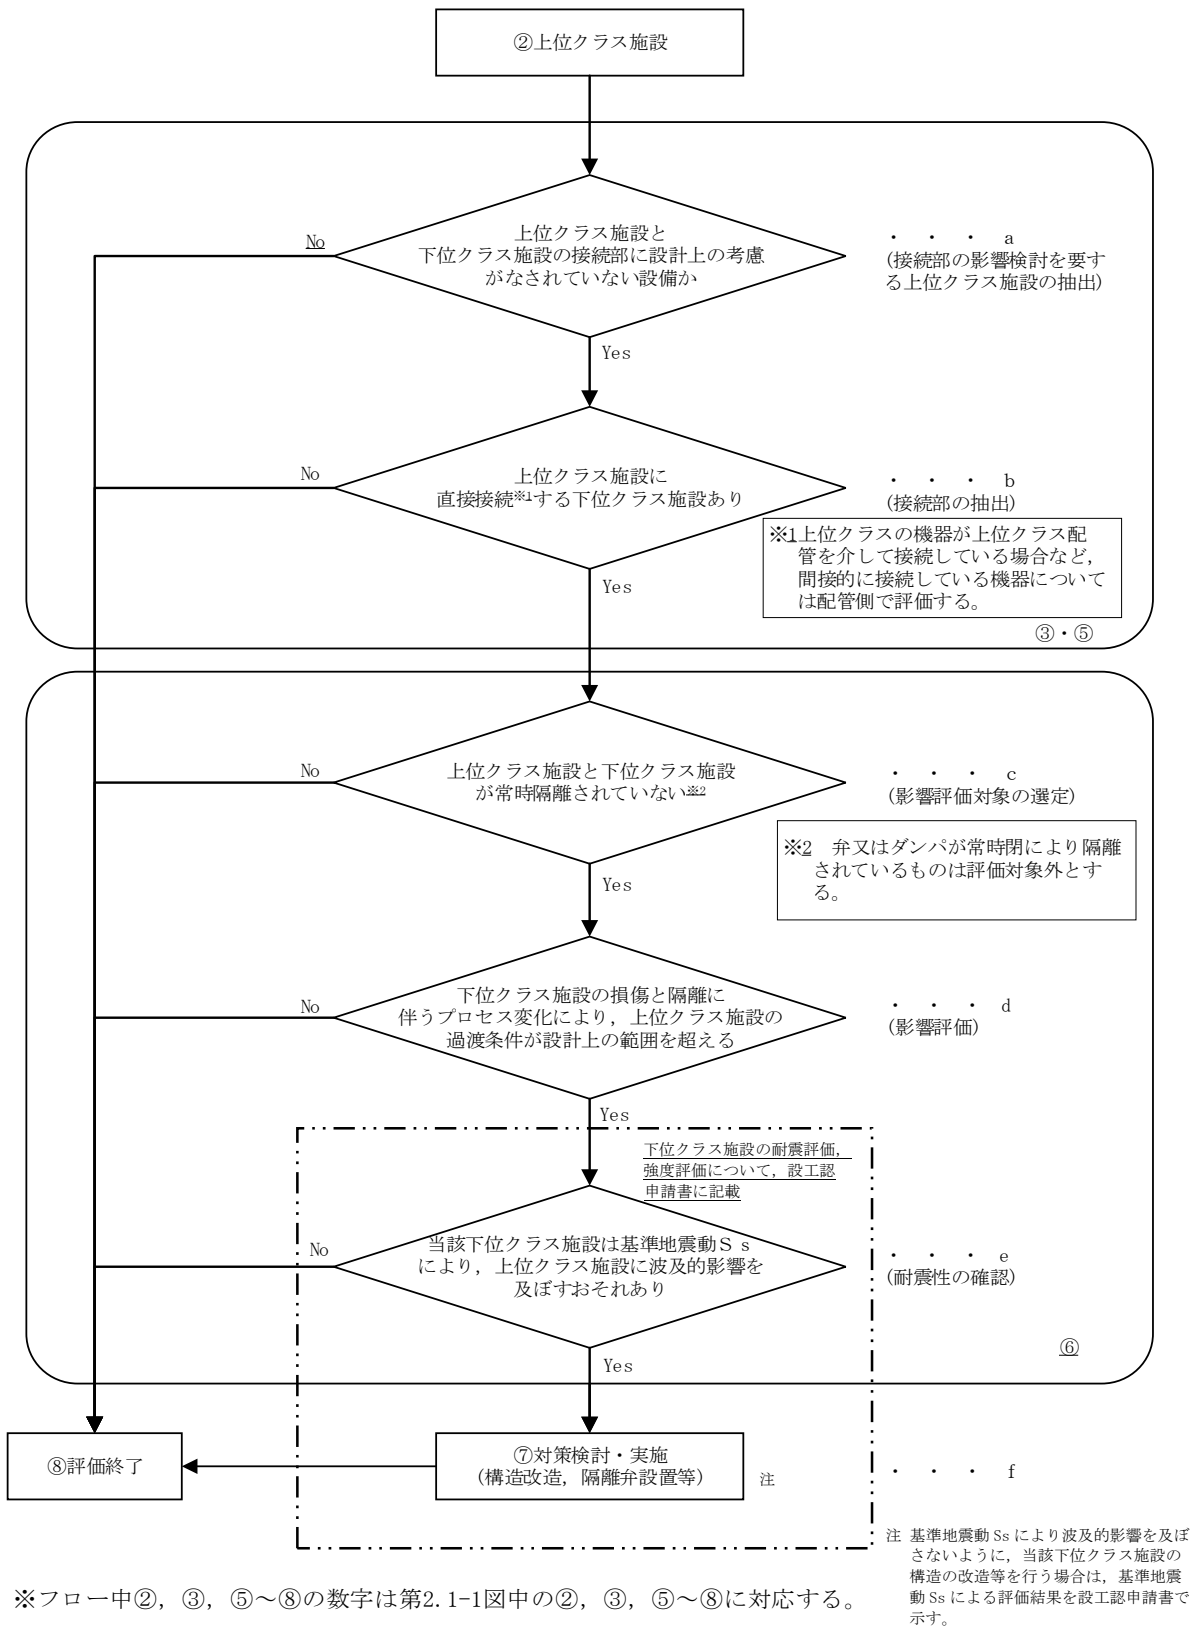 ②上位クラス施設
上位クラス施設と
下位クラス施設の接続部に設計上の考慮
がなされていない設備か
No
・ ・ ・ a
(接続部の影響検討を要す
る上位クラス施設の抽出)
Yes
上位クラス施設に
直接接続※1する下位クラス施設あり
No
・ ・ ・ b
(接続部の抽出)
※1上位クラスの機器が上位クラス配
管を介して接続している場合など,
間接的に接続している機器について
は配管側で評価する。
Yes
③・⑤
上位クラス施設と下位クラス施設
が常時隔離されていない※2
No
・ ・ ・ c
(影響評価対象の選定)
※2 弁又はダンパが常時閉により隔離
されているものは評価対象外とす
る。
Yes
下位クラス施設の損傷と隔離に
伴うプロセス変化により, 上位クラス施設の
過渡条件が設計上の範囲を超える
No
・ ・ ・ d
(影響評価)
Yes
下位クラス施設の耐震評価,
強度評価について, 設工認
申請書に記載
当該下位クラス施設は基準地震動Ss
により, 上位クラス施設に波及的影響を
及ぼすおそれあり
No
・ ・ ・ e
(耐震性の確認)
⑥
Yes
⑧評価終了
⑦対策検討・実施
(構造改造, 隔離弁設置等)
注
・ ・ ・ f
注 基準地震動 Ss により波及的影響を及ぼ
さないように, 当該下位クラス施設の
構造の改造等を行う場合は, 基準地震
動 Ss による評価結果を設工認申請書で
示す。
※フロー中②, ③, ⑤～⑧の数字は第2.1-1図中の②, ③, ⑤～⑧に対応する。